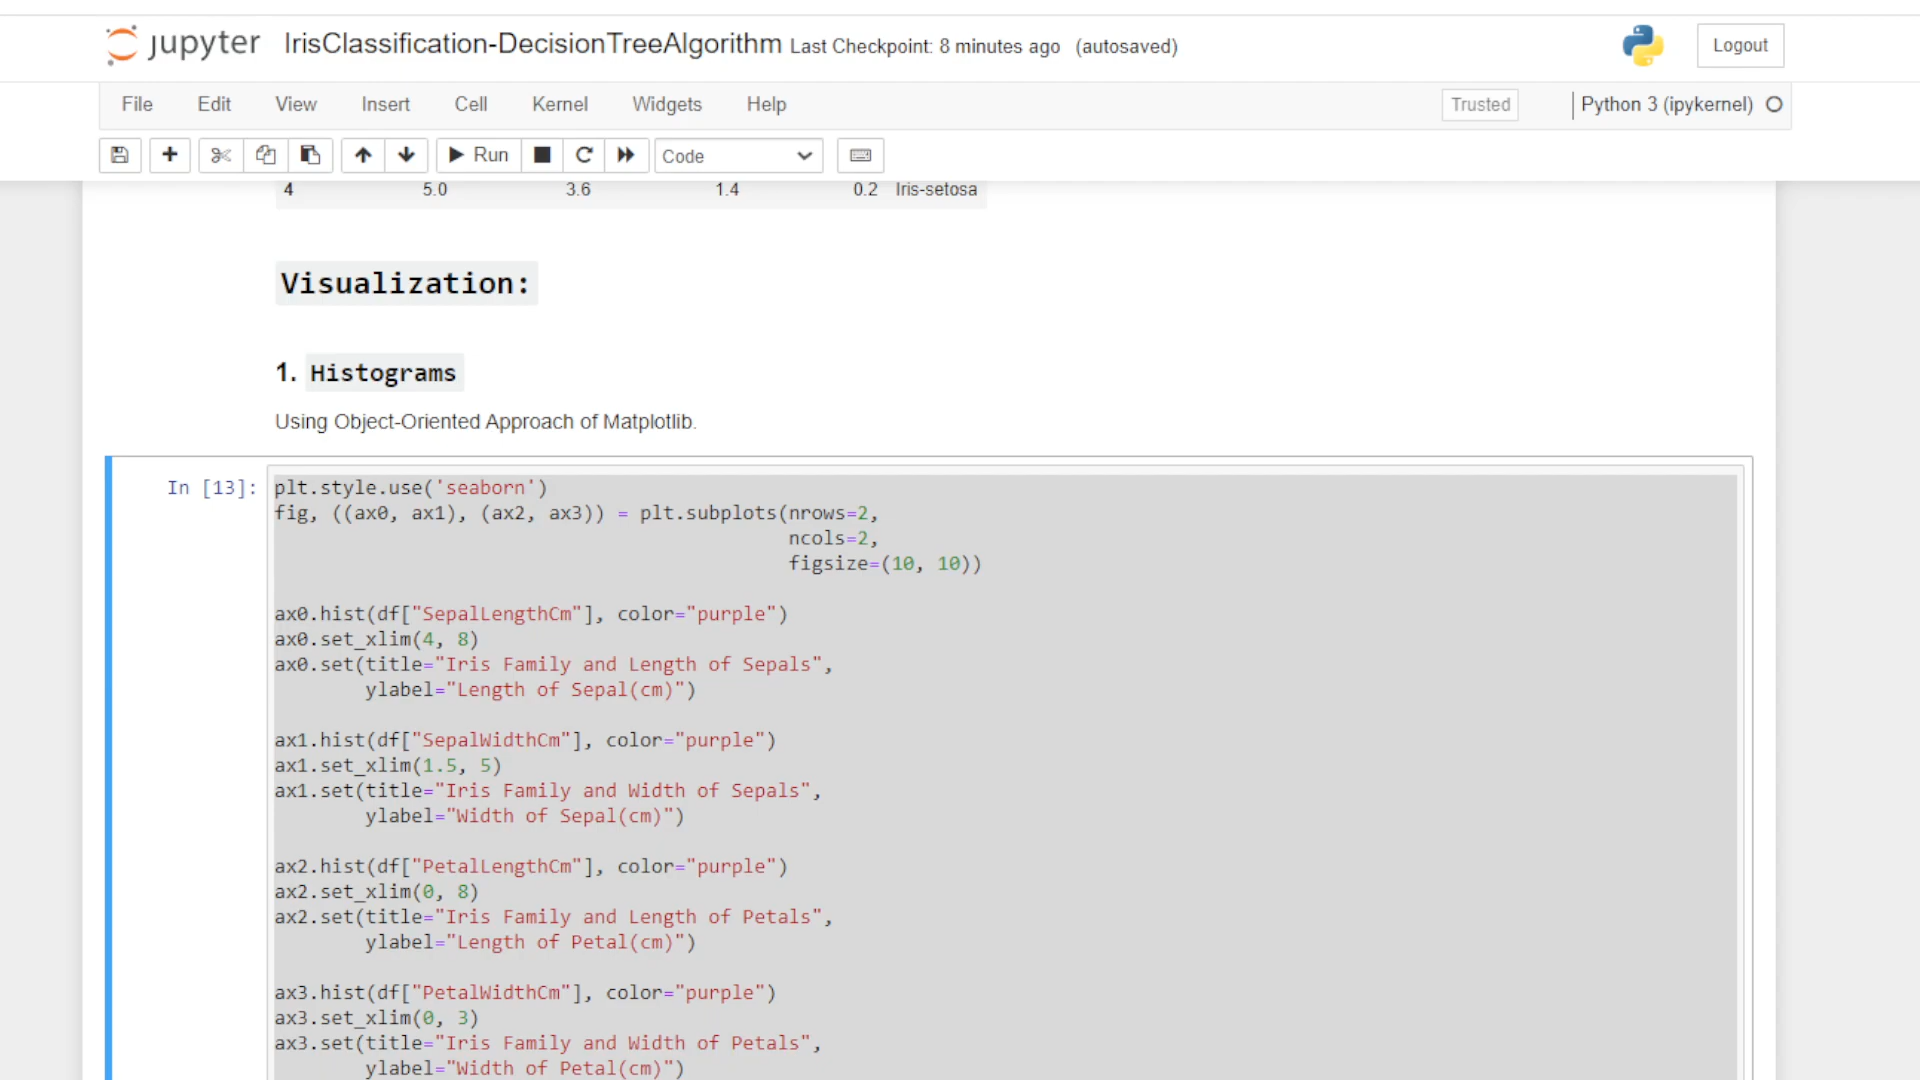 jupyter IrisClassification-DecisionTreeAlgorithm Last Checkpoint: 8 minutes ago (autosaved) Logout
File Edit View Insert Cell Kernel Widgets Help Trusted Python 3 (ipykernel)
Run Code
4 5.0 3.6 1.4 0.2 Iris-setosa
Visualization:
1. Histograms
Using Object-Oriented Approach of Matplotlib.
In [13]: plt.style.use('seaborn')
fig, ((ax0, ax1), (ax2, ax3)) = plt.subplots(nrows=2,
ncols=2,
figsize=(10, 10))
ax0.hist(df["SepalLengthCm"], color="purple")
ax0.set_xlim(4, 8)
ax0.set(title="Iris Family and Length of Sepals",
ylabel="Length of Sepal(cm)")
ax1.hist(df["SepalWidthCm"], color="purple")
ax1.set_xlim(1.5, 5)
ax1.set(title="Iris Family and Width of Sepals",
ylabel="Width of Sepal(cm)")
ax2.hist(df["PetalLengthCm"], color="purple")
ax2.set_xlim(0, 8)
ax2.set(title="Iris Family and Length of Petals",
ylabel="Length of Petal(cm)")
ax3.hist(df["PetalWidthCm"], color="purple")
ax3.set_xlim(0, 3)
ax3.set(title="Iris Family and Width of Petals",
ylabel="Width of Petal(cm)")